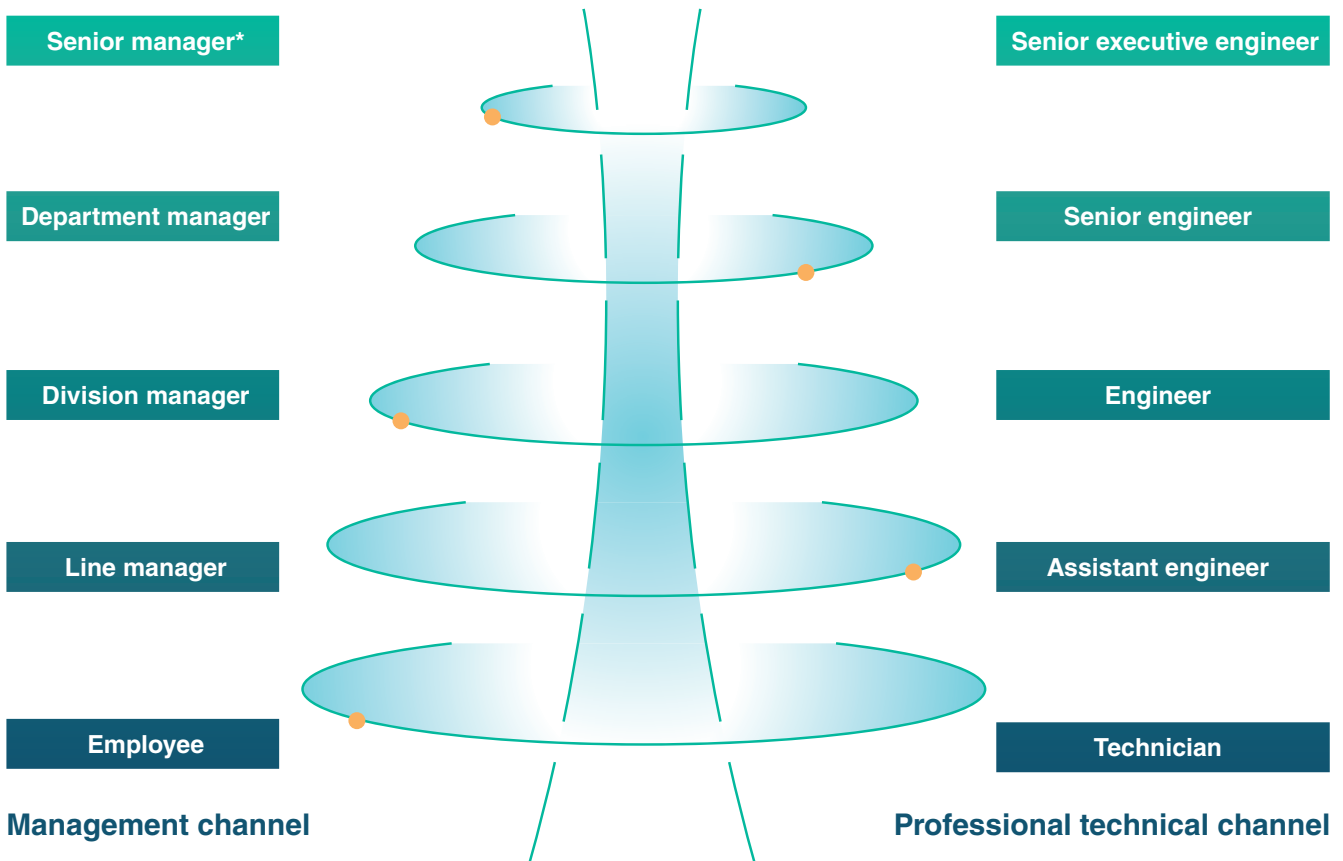 Senior manager*
Senior executive engineer
Department manager
Senior engineer
Division manager
Engineer
Line manager
Assistant engineer
Employee
Technician
Management channel
Professional technical channel